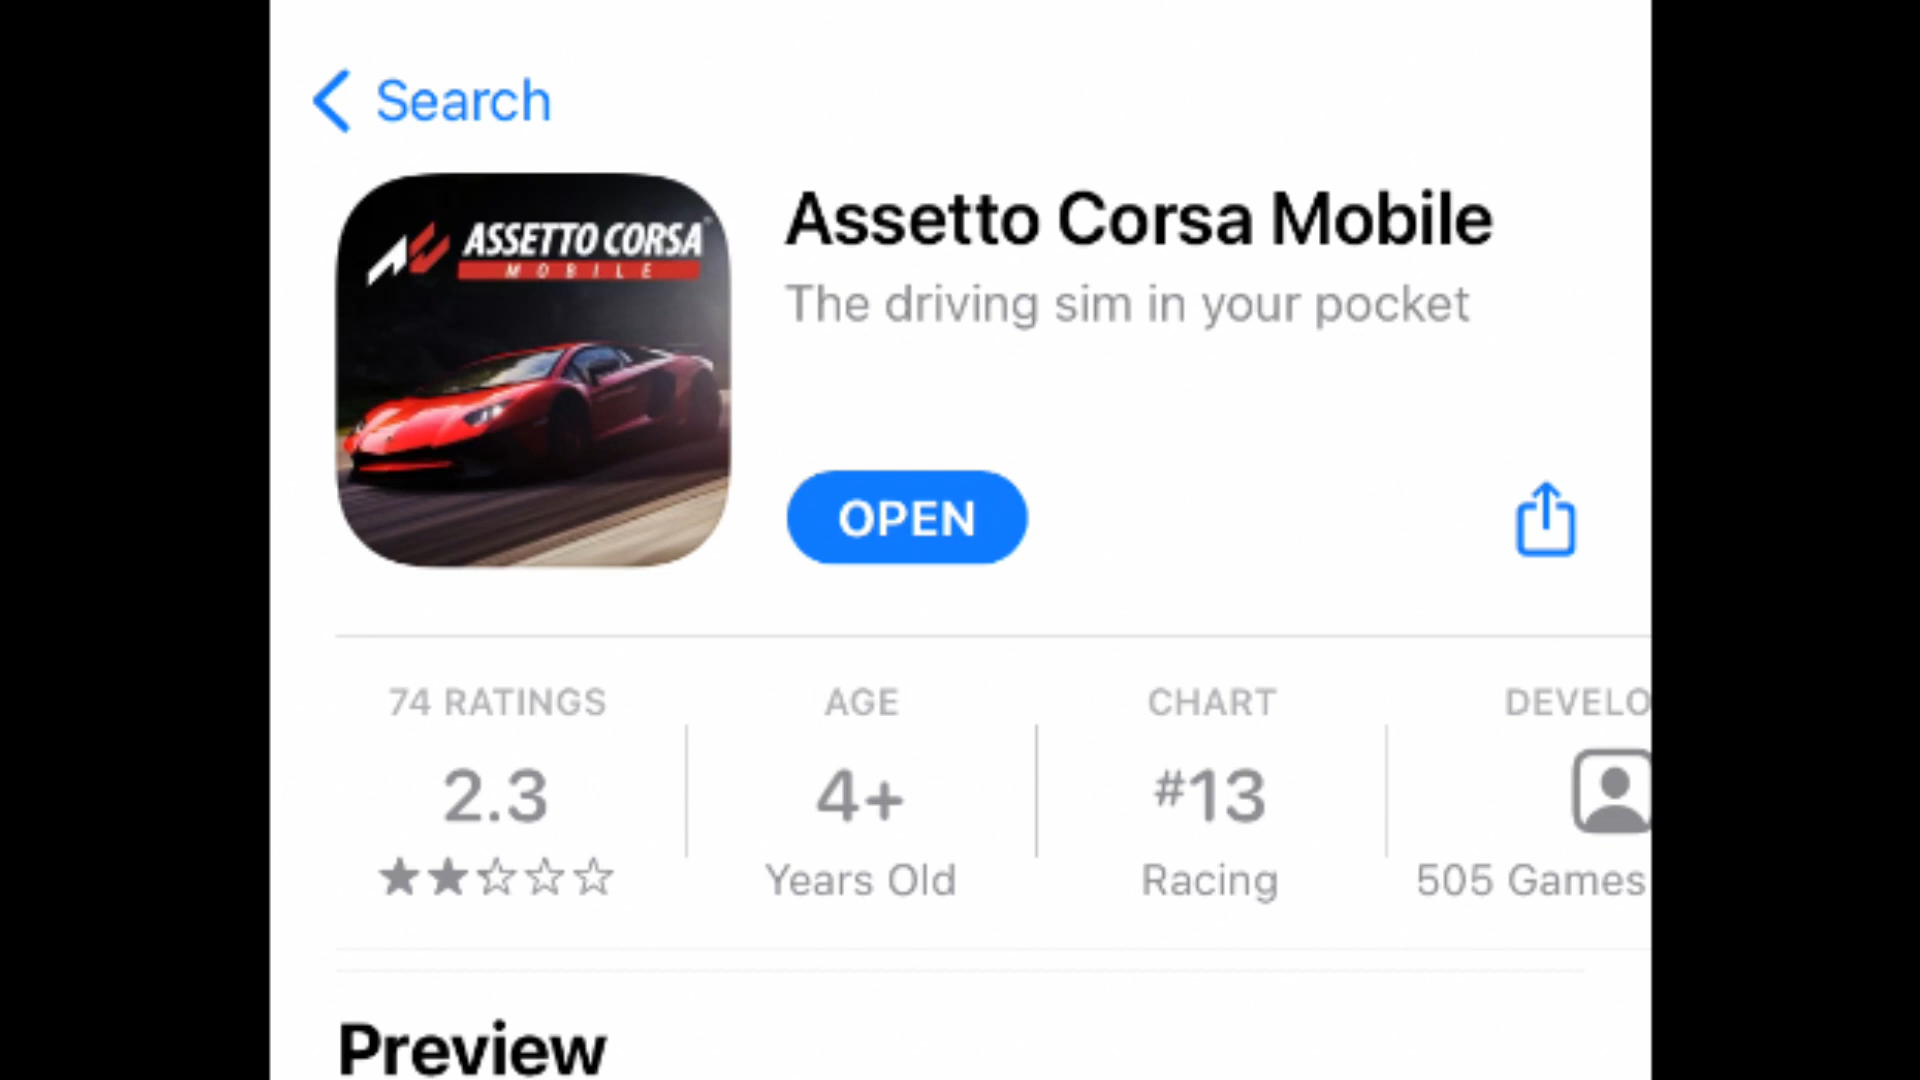 Search
ASSETTO CORSA
MOBILE
Assetto Corsa Mobile
The driving sim in your pocket
OPEN
74 RATINGS
AGE
CHART
DEVELO
2.3
4+
#13
Years Old
Racing
505 Games
Preview